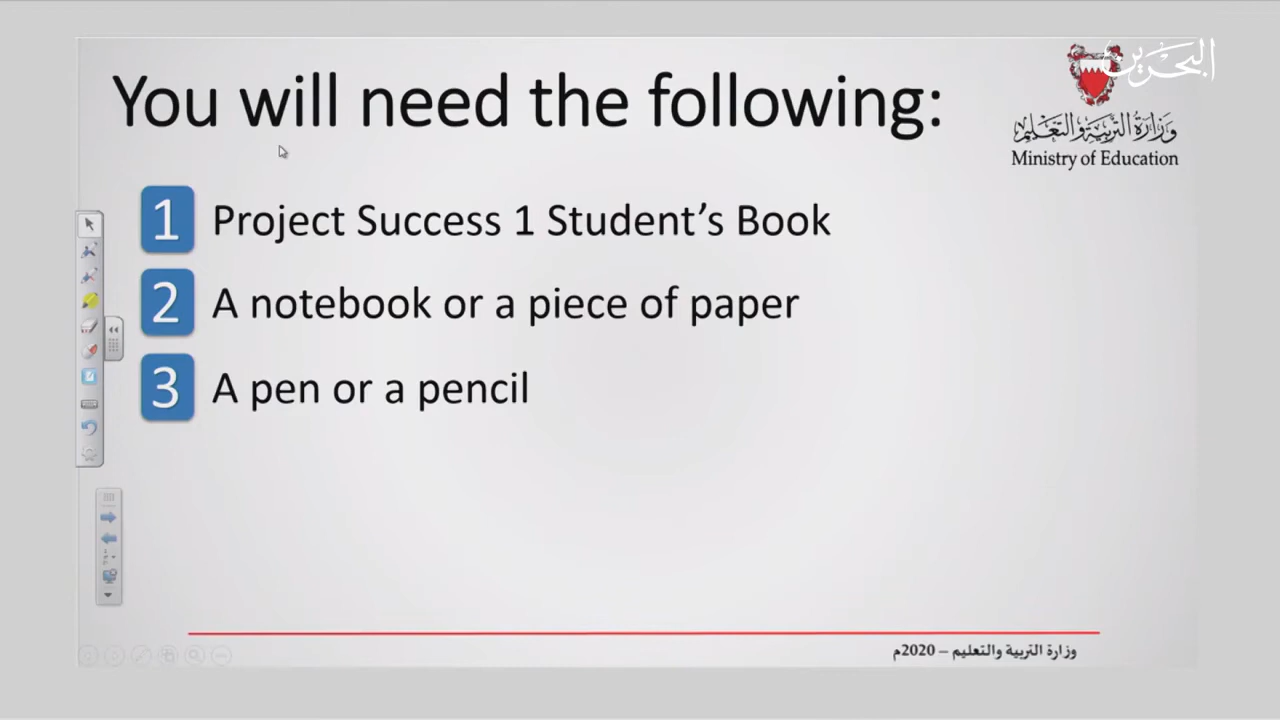 البحرين
You will need the following:
وزارة التربية والتعليم
Ministry of Education
1 Project Success 1 Student's Book
2 A notebook or a piece of paper
3 A pen or a pencil
وزارة التربية والتعليم – 2020م